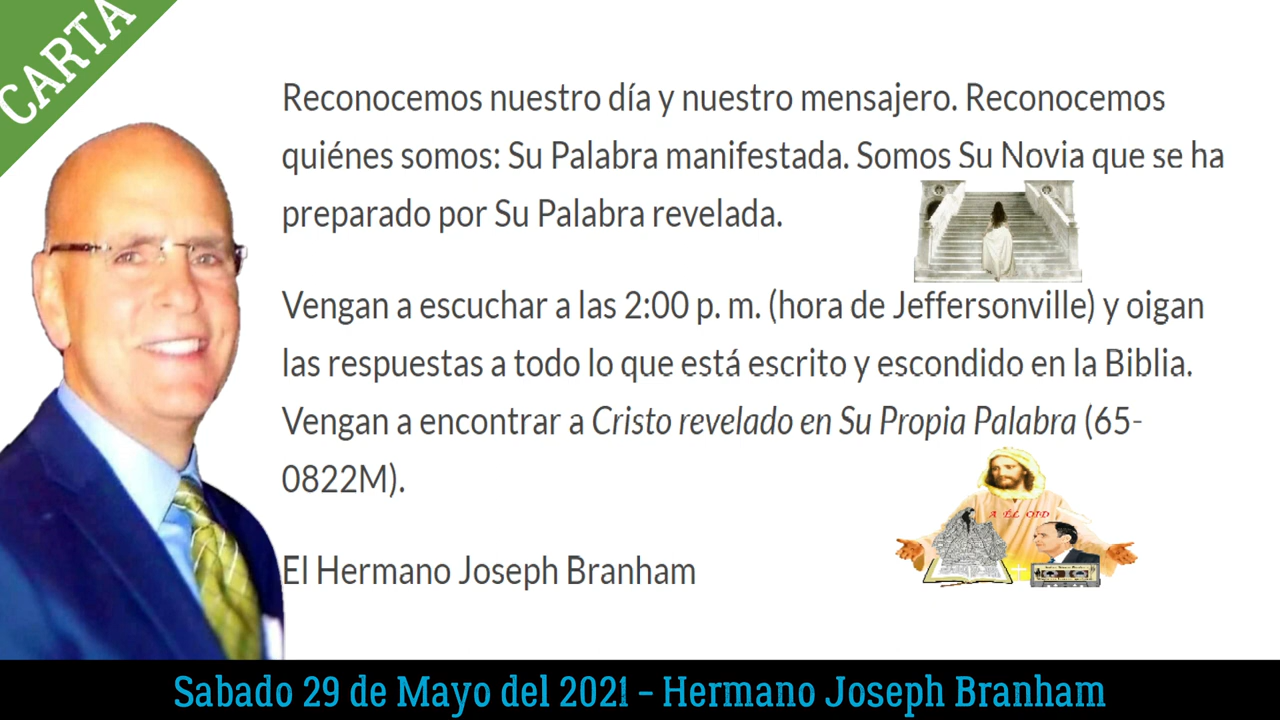 CARTA
Reconocemos nuestro día y nuestro mensajero. Reconocemos
quiénes somos: Su Palabra manifestada. Somos Su Novia que se ha
preparado por Su Palabra revelada.
Vengan a escuchar a las 2:00 p. m. (hora de Jeffersonville) y oigan
las respuestas a todo lo que está escrito y escondido en la Biblia.
Vengan a encontrar a Cristo revelado en Su Propia Palabra (65-
0822M).
A ÉL OID
El Hermano Joseph Branham
Sabado 29 de Mayo del 2021 - Hermano Joseph Branham